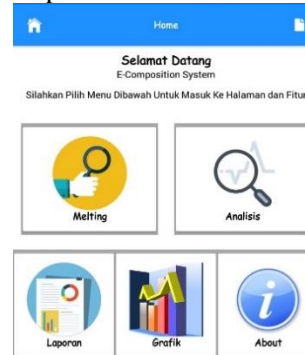 Home
Selamat Datang
E-Composition System
Silahkan Pilih Menu Dibawah Untuk Masuk Ke Halaman dan Fitur
Melting
Analisis
Laporan
Grafik
About